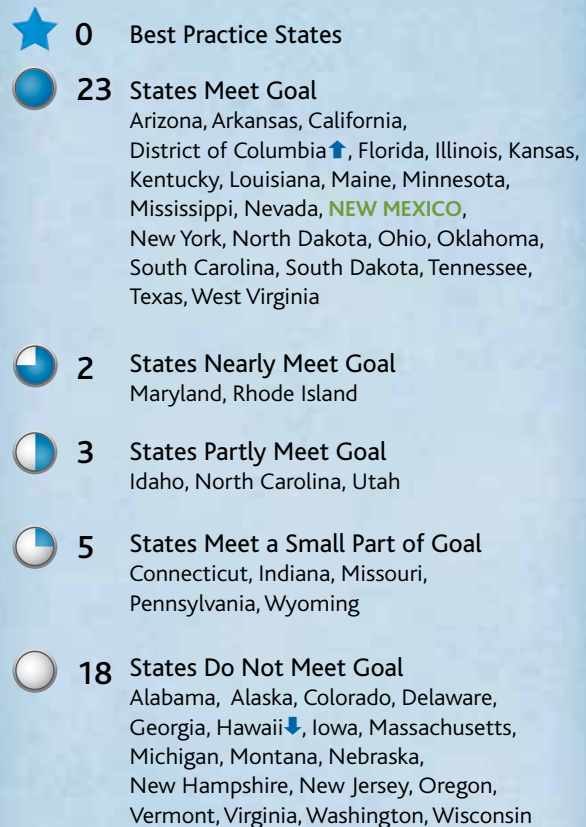 0 Best Practice States
23 States Meet Goal
Arizona, Arkansas, California,
District of Columbia⬆, Florida, Illinois, Kansas,
Kentucky, Louisiana, Maine, Minnesota,
Mississippi, Nevada, NEW MEXICO,
New York, North Dakota, Ohio, Oklahoma,
South Carolina, South Dakota, Tennessee,
Texas, West Virginia
2 States Nearly Meet Goal
Maryland, Rhode Island
3 States Partly Meet Goal
Idaho, North Carolina, Utah
5 States Meet a Small Part of Goal
Connecticut, Indiana, Missouri,
Pennsylvania, Wyoming
18 States Do Not Meet Goal
Alabama, Alaska, Colorado, Delaware,
Georgia, Hawaii⬇, Iowa, Massachusetts,
Michigan, Montana, Nebraska,
New Hampshire, New Jersey, Oregon,
Vermont, Virginia, Washington, Wisconsin